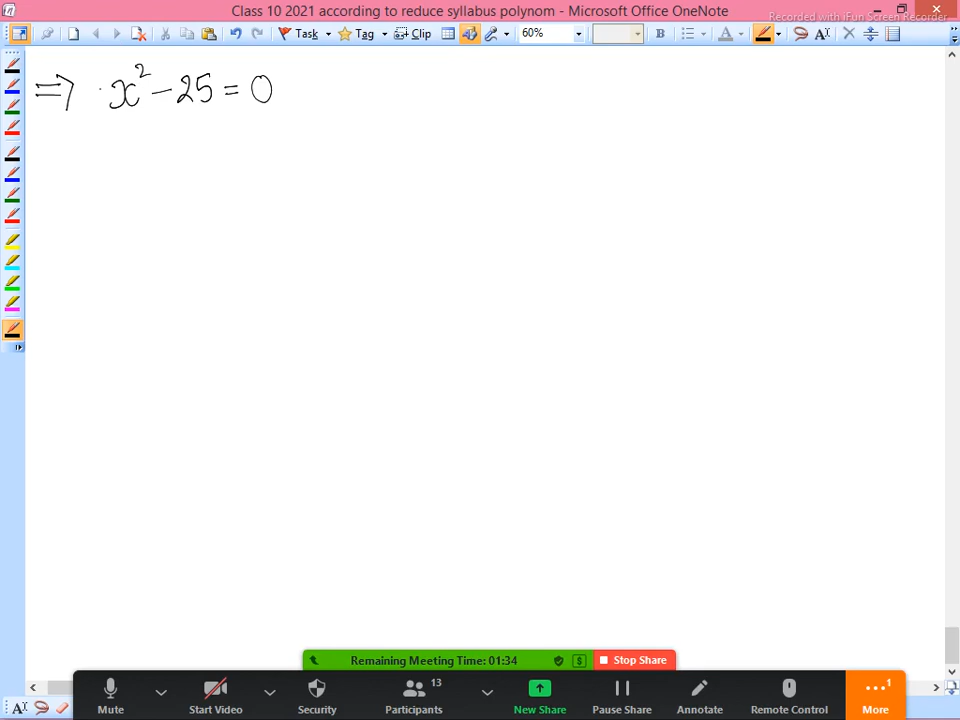 Class 10 2021 according to reduce syllabus polynom - Microsoft Office OneNote
Recorded with iFun Screen Recorder
Task Tag Clip 60% B A A
⇒ x² - 25 = 0
Remaining Meeting Time: 01:34 $ Stop Share
13 1
Mute Start Video Security Participants New Share Pause Share Annotate Remote Control More